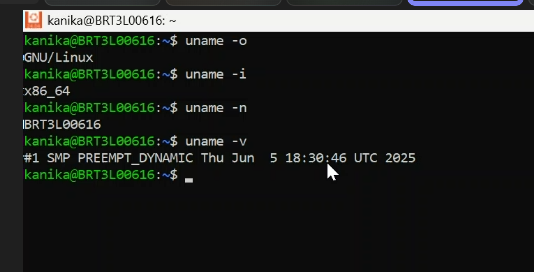 kanika@BRT3L00616: ~
kanika@BRT3L00616:~$ uname -o
GNU/Linux
kanika@BRT3L00616:~$ uname -i
x86_64
kanika@BRT3L00616:~$ uname -n
BRT3L00616
kanika@BRT3L00616:~$ uname -v
#1 SMP PREEMPT_DYNAMIC Thu Jun  5 18:30:46 UTC 2025
kanika@BRT3L00616:~$